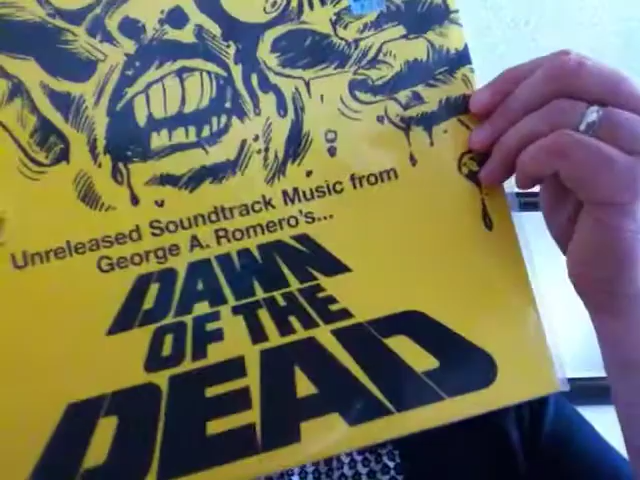 Unreleased Soundtrack Music from
George A. Romero's...
DAWN
OF THE
DEAD